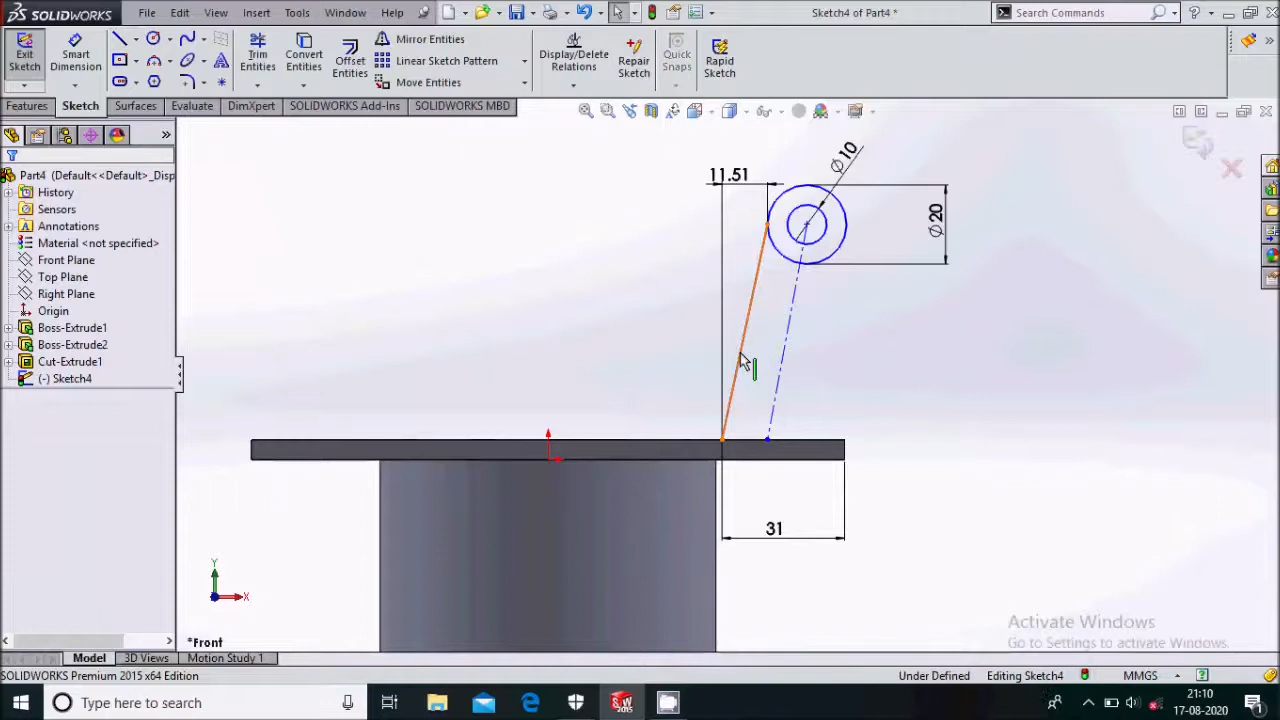 SOLIDWORKS File Edit View Insert Tools Window Help Sketch4 of Part4 * Search Commands
Exit Sketch
Smart Dimension
Trim Entities
Convert Entities
Offset Entities
Mirror Entities
Linear Sketch Pattern
Move Entities
Display/Delete Relations
Repair Sketch
Quick Snaps
Rapid Sketch
Features Sketch Surfaces Evaluate DimXpert SOLIDWORKS Add-Ins SOLIDWORKS MBD
Part4 (Default<<Default>_Disp
History
Sensors
Annotations
Material <not specified>
Front Plane
Top Plane
Right Plane
Origin
Boss-Extrude1
Boss-Extrude2
Cut-Extrude1
(-) Sketch4
11.51
Ø10
Ø20
31
Y
X
*Front
Activate Windows
Go to Settings to activate Windows.
Model 3D Views Motion Study 1
SOLIDWORKS Premium 2015 x64 Edition Under Defined Editing Sketch4 MMGS
Type here to search
21:10
17-08-2020